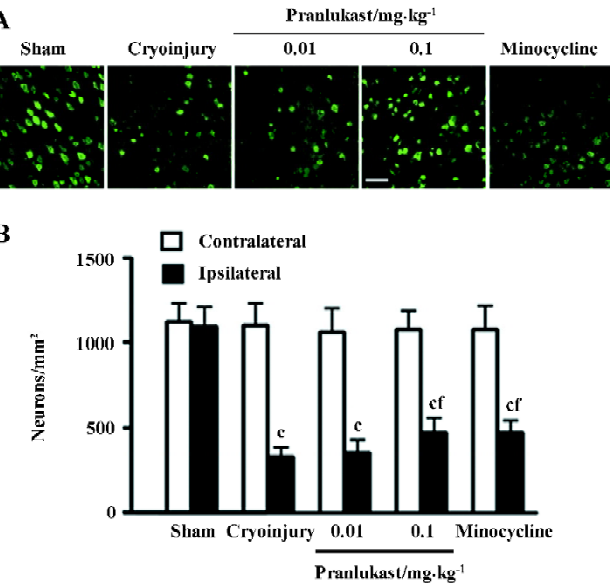 A
Pranlukast/mg·kg-1
Sham Cryoinjury 0.01 0.1 Minocycline
B
Contralateral
Ipsilateral
1500
1000
500
0
Neurons/mm²
c c cf cf
Sham Cryoinjury 0.01 0.1 Minocycline
Pranlukast/mg·kg-1